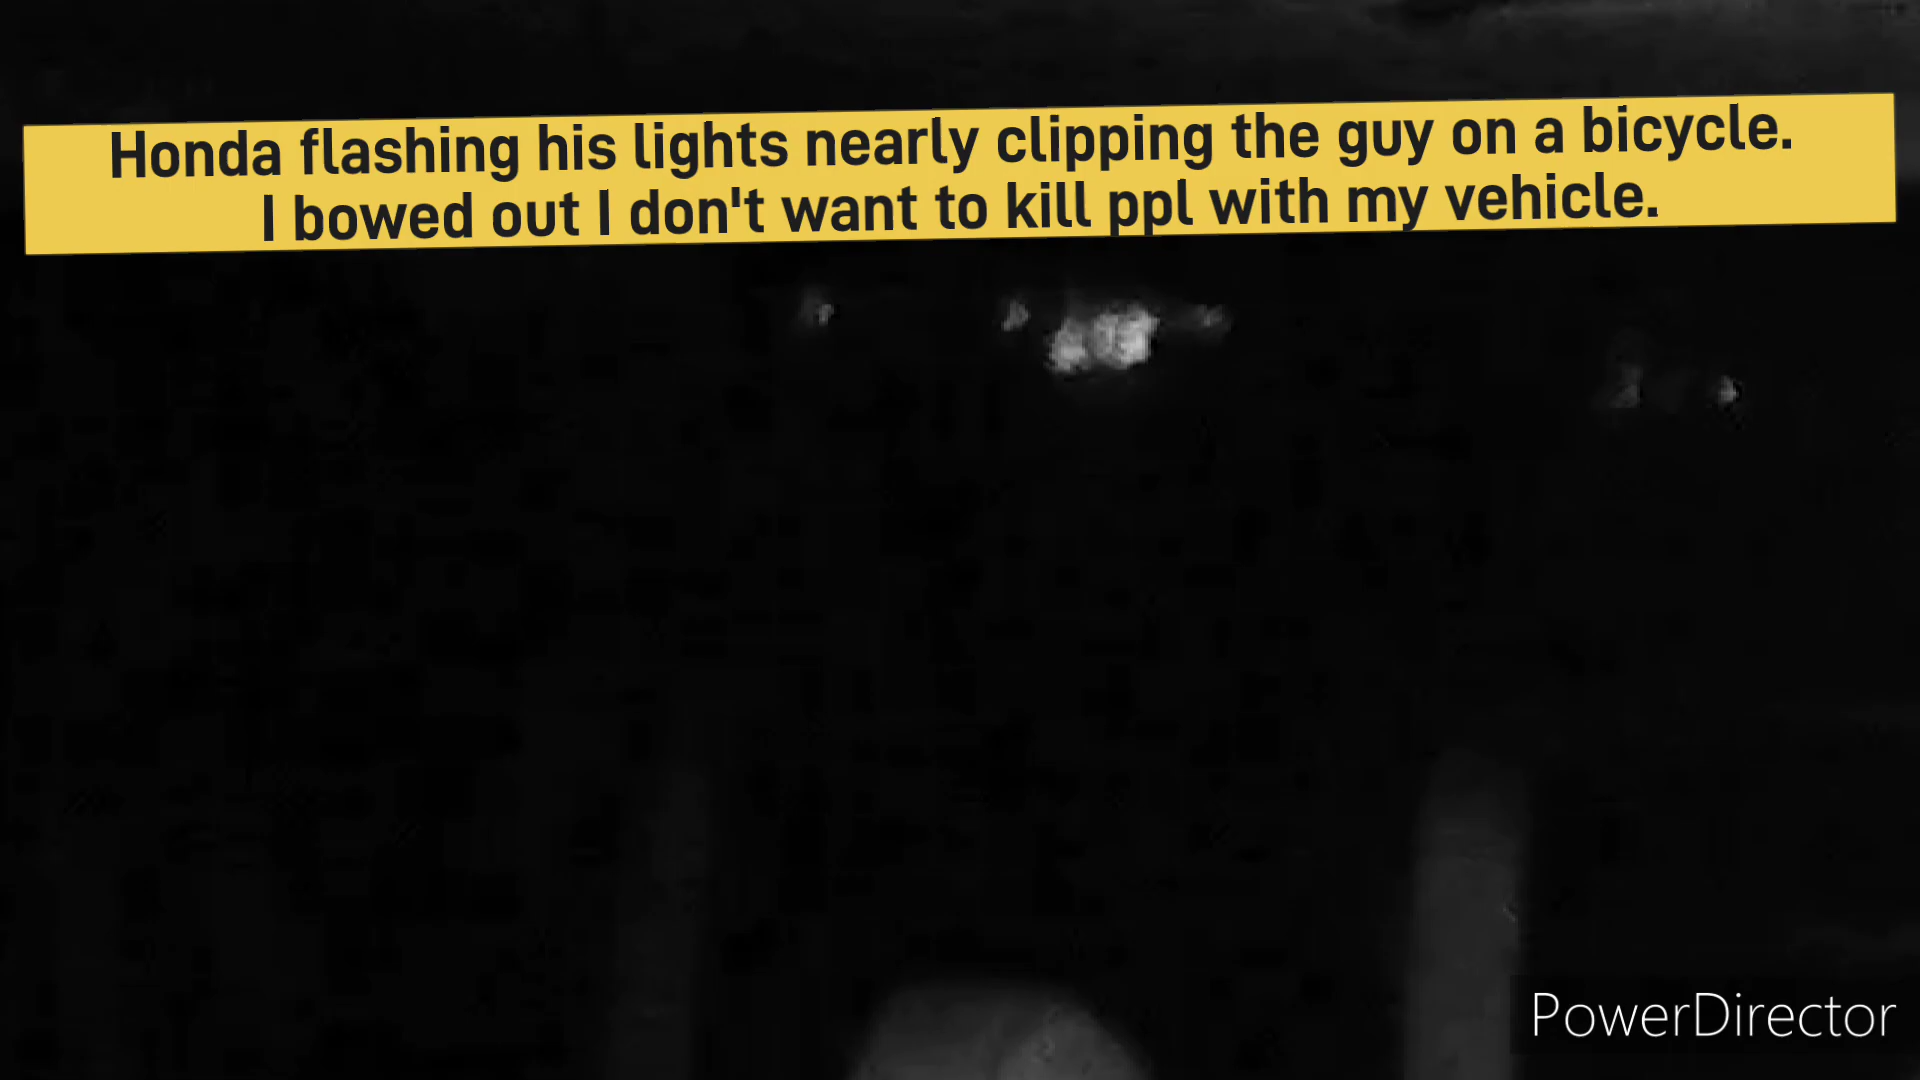 Honda flashing his lights nearly clipping the guy on a bicycle.
I bowed out I don't want to kill ppl with my vehicle.
PowerDirector